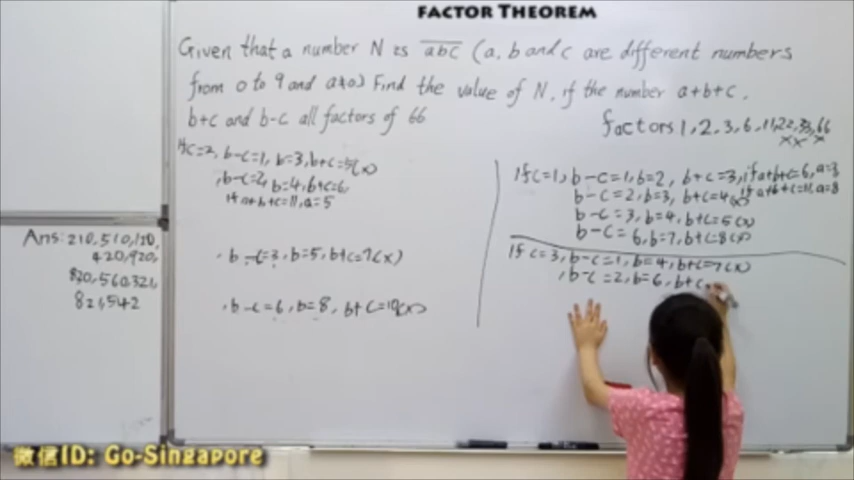 FACTOR THEOREM
Given that a number N is abc (a, b and c are different numbers
from 0 to 9 and a≠0) Find the value of N, if the number a+b+c,
b+c and b-c all factors of 66
factors 1, 2, 3, 6, 11, 22, 33, 66
If C=2, b-c=1, b=3, b+c=5(x)
, b-c=2, b=4, b+c=6,
if a+b+c=11, a=5
, b-c=3, b=5, b+c=7(x)
, b-c=6, b=8, b+c=10(x)
If c=1, b-c=1, b=2, b+c=3, if a+b+c=6, a=3
if a+b+c=11, a=8
b-c=2, b=3, b+c=4(x)
b-c=3, b=4, b+c=5(x)
b-c=6, b=7, b+c=8(x)
If c=3, b-c=1, b=4, b+c=7(x)
, b-c=2, b=6, b+c
Ans: 210, 510, 120,
420, 920,
820, 560, 321,
821, 542
微信ID: Go-Singapore